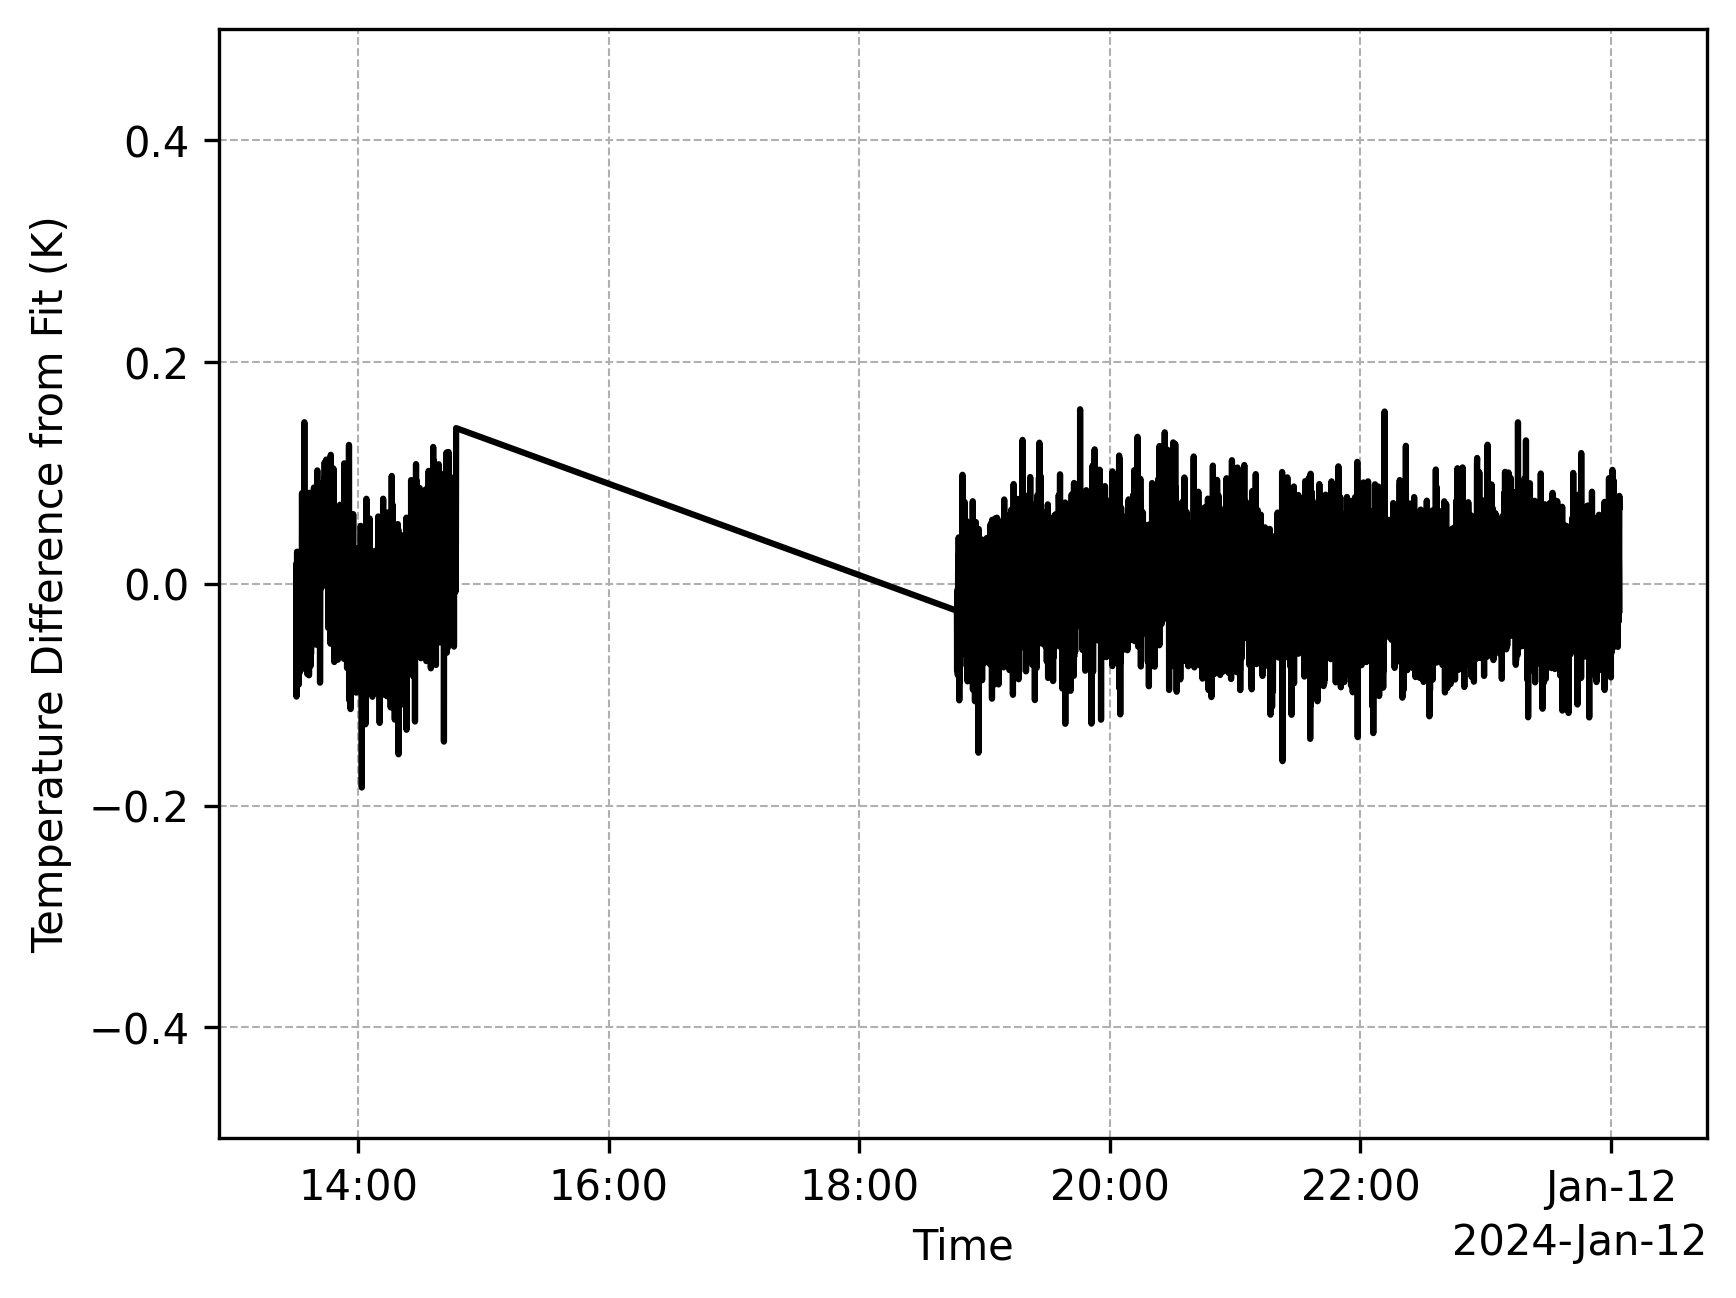 Temperature Difference from Fit (K)
0.4
0.2
0.0
−0.2
−0.4
14:00 16:00 18:00 20:00 22:00 Jan-12
Time
2024-Jan-12